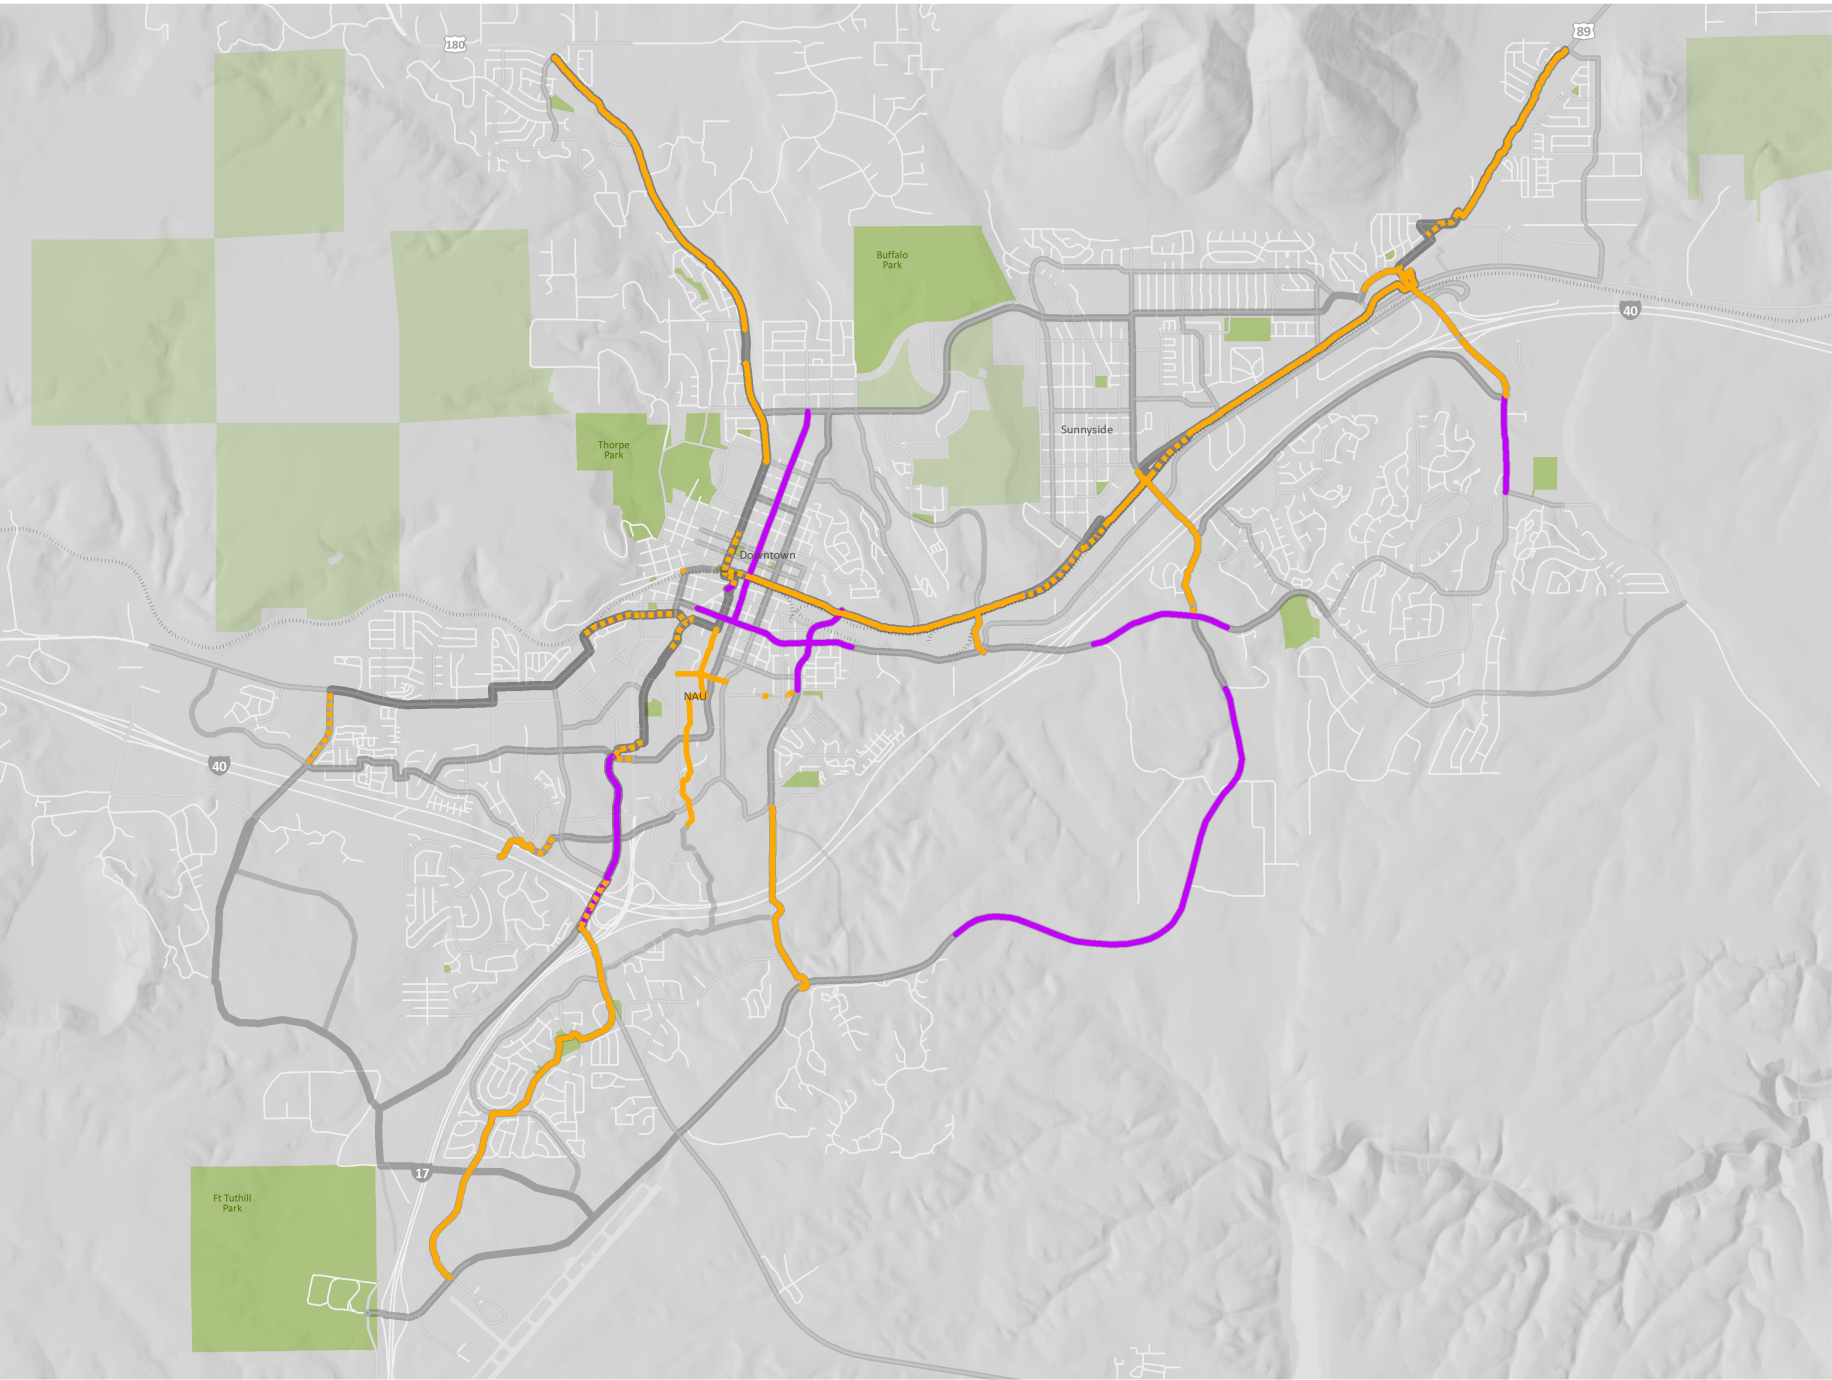 180
89
Buffalo
Park
40
Sunnyside
Thorpe
Park
Downtown
NAU
40
17
Ft Tuthill
Park